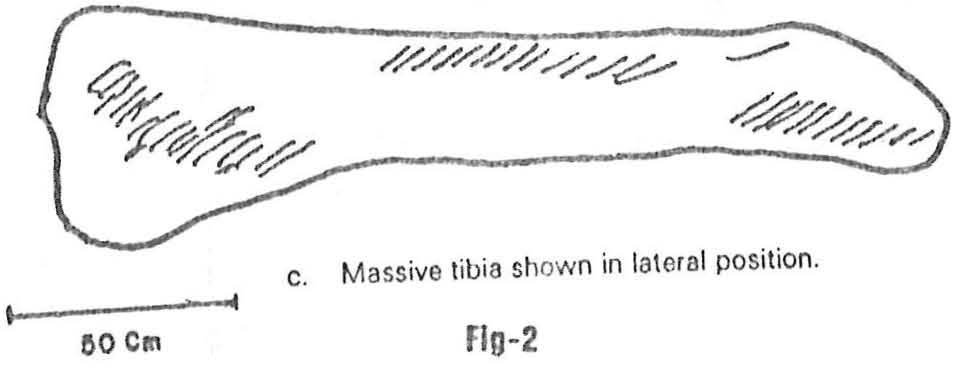 c. Massive tibia shown in lateral position.
50 Cm
Fig-2